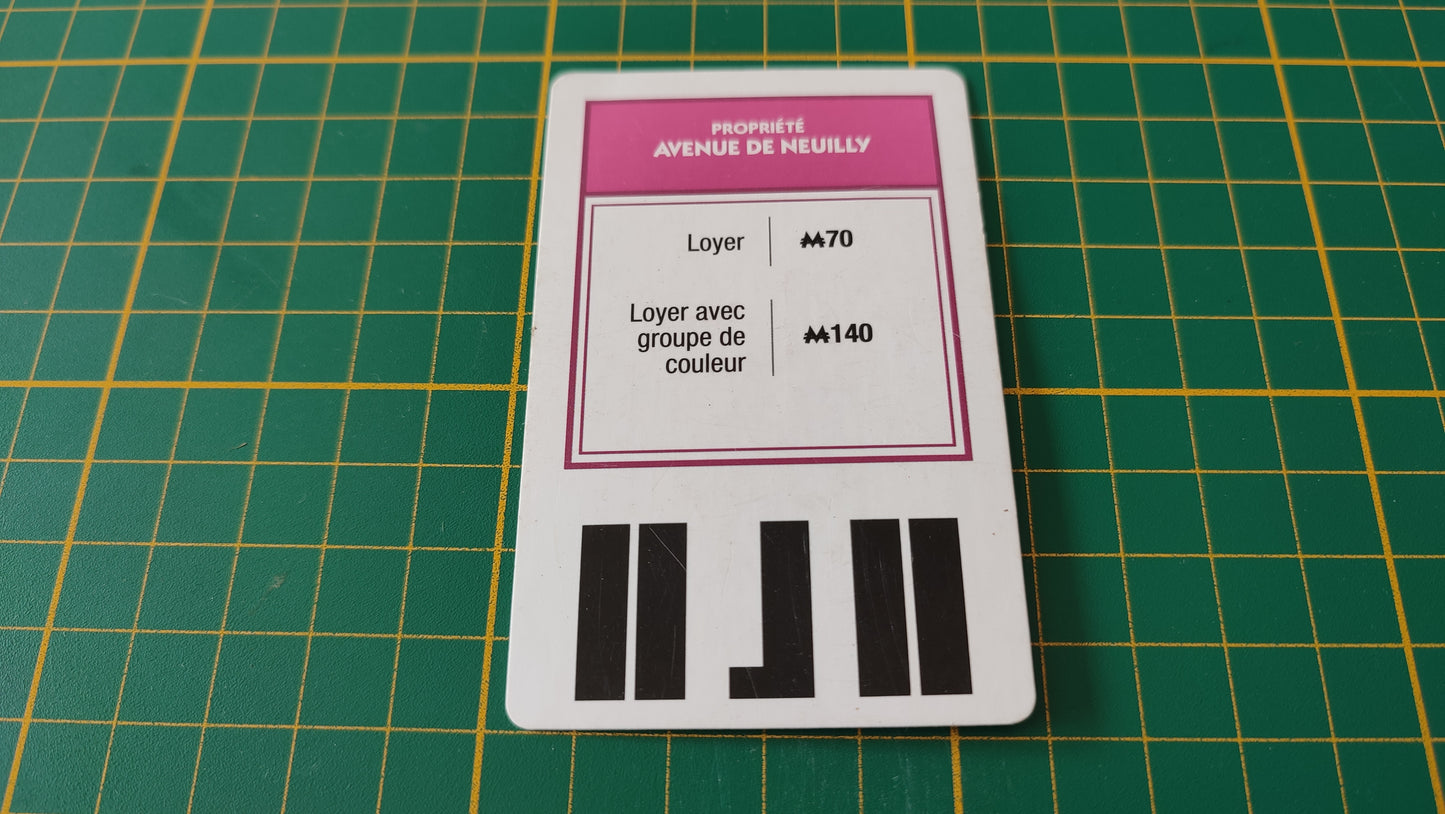 PROPRIÉTÉ
AVENUE DE NEUILLY
Loyer ₩70
Loyer avec
groupe de
couleur
₩140